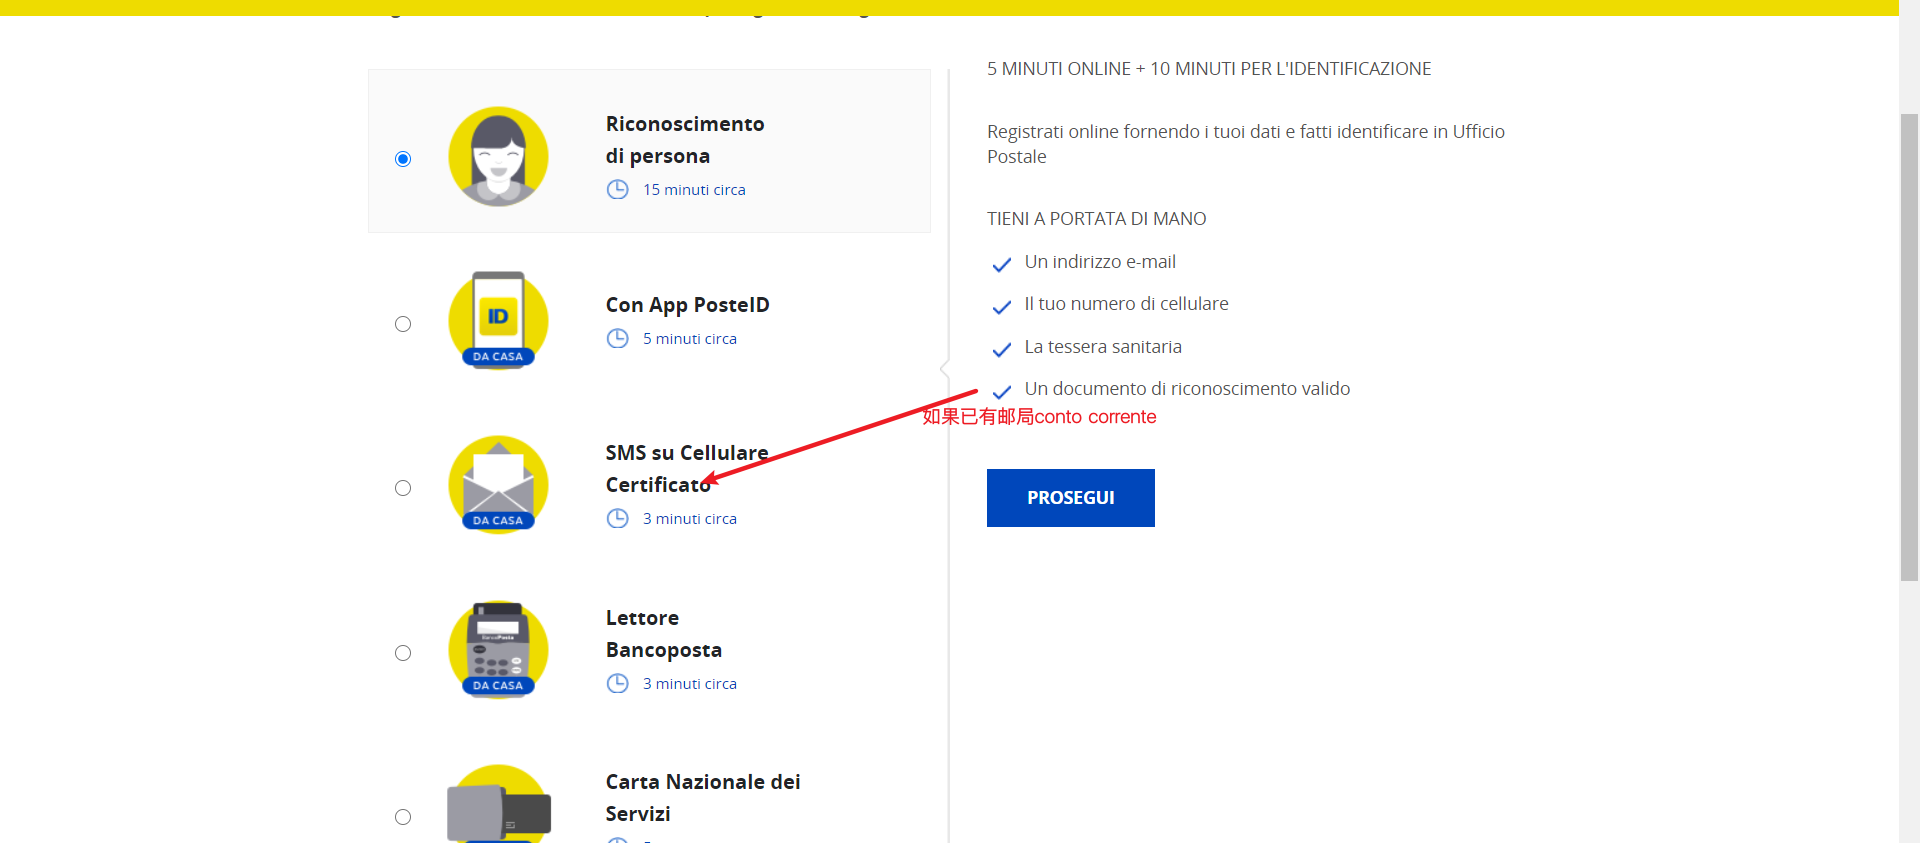 Riconoscimento
di persona
15 minuti circa
ID
DA CASA
Con App PosteID
5 minuti circa
DA CASA
SMS su Cellulare
Certificato
3 minuti circa
BancoPosta
DA CASA
Lettore
Bancoposta
3 minuti circa
Carta Nazionale dei
Servizi
5 MINUTI ONLINE + 10 MINUTI PER L'IDENTIFICAZIONE
Registrati online fornendo i tuoi dati e fatti identificare in Ufficio
Postale
TIENI A PORTATA DI MANO
Un indirizzo e-mail
Il tuo numero di cellulare
La tessera sanitaria
Un documento di riconoscimento valido
如果已有邮局conto corrente
PROSEGUI